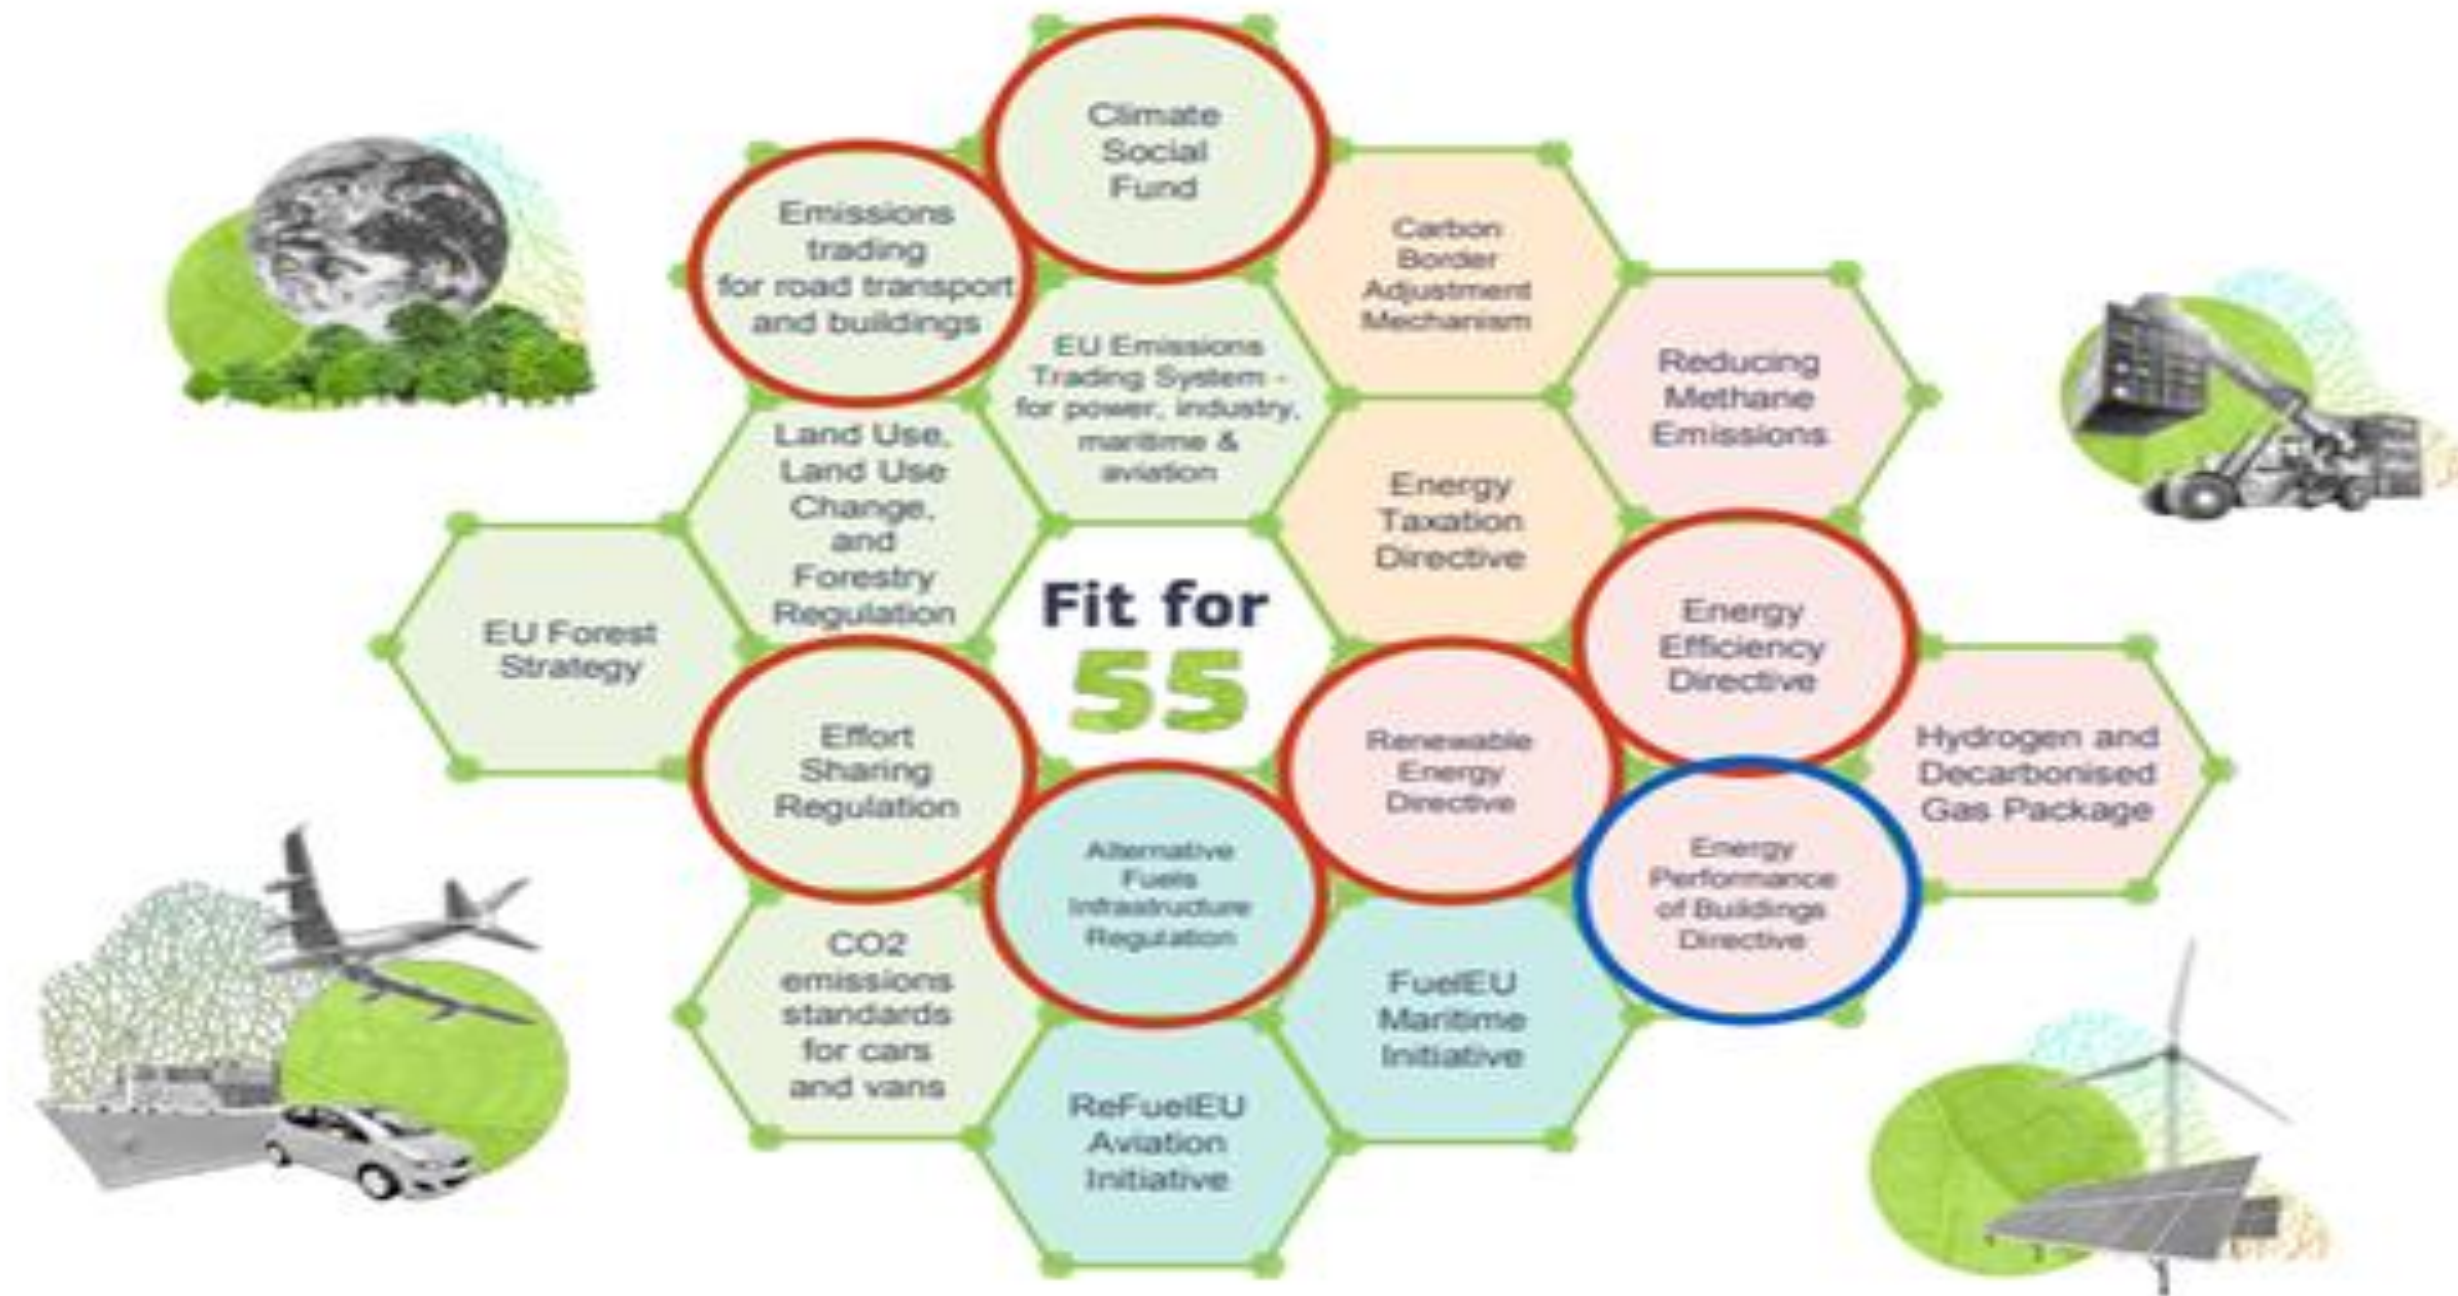 Climate
Social
Fund
Emissions
trading
for road transport
and buildings
Carbon
Border
Adjustment
Mechanism
EU Emissions
Trading System -
for power, industry,
maritime &
aviation
Reducing
Methane
Emissions
Land Use,
Land Use
Change,
and
Forestry
Regulation
Energy
Taxation
Directive
EU Forest
Strategy
Fit for
55
Energy
Efficiency
Directive
Effort
Sharing
Regulation
Renewable
Energy
Directive
Hydrogen and
Decarbonised
Gas Package
Alternative
Fuels
Infrastructure
Regulation
Energy
Performance
of Buildings
Directive
CO2
emissions
standards
for cars
and vans
FuelEU
Maritime
Initiative
ReFuelEU
Aviation
Initiative